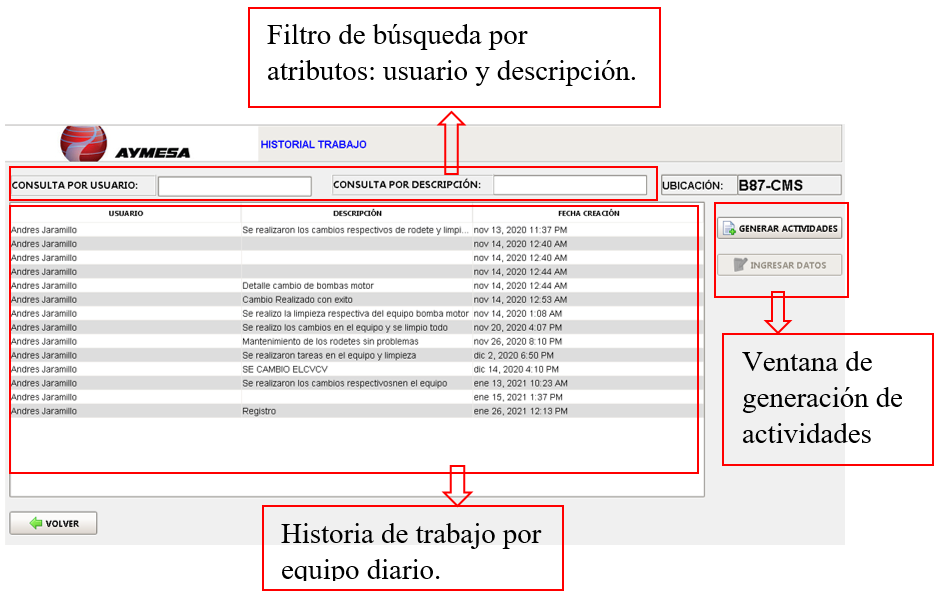 Filtro de búsqueda por
atributos: usuario y descripción.
AYMESA
HISTORIAL TRABAJO
CONSULTA POR USUARIO: CONSULTA POR DESCRIPCIÓN: UBICACIÓN: B87-CMS
USUARIO DESCRIPCIÓN FECHA CREACIÓN
Andres Jaramillo Se realizaron los cambios respectivos de rodete y limpi... nov 13, 2020 11:37 PM
Andres Jaramillo nov 14, 2020 12:40 AM
Andres Jaramillo nov 14, 2020 12:40 AM
Andres Jaramillo nov 14, 2020 12:44 AM
Andres Jaramillo Detalle cambio de bombas motor nov 14, 2020 12:44 AM
Andres Jaramillo Cambio Realizado con exito nov 14, 2020 12:53 AM
Andres Jaramillo Se realizo la limpieza respectiva del equipo bomba motor nov 14, 2020 1:08 AM
Andres Jaramillo Se realizo los cambios en el equipo y se limpio todo nov 20, 2020 4:07 PM
Andres Jaramillo Mantenimiento de los rodetes sin problemas nov 26, 2020 8:10 PM
Andres Jaramillo Se realizaron tareas en el equipo y limpieza dic 2, 2020 6:50 PM
Andres Jaramillo SE CAMBIO ELCVCV dic 14, 2020 4:10 PM
Andres Jaramillo Se realizaron los cambios respectivosnen el equipo ene 13, 2021 10:23 AM
Andres Jaramillo ene 15, 2021 1:37 PM
Andres Jaramillo Registro ene 26, 2021 12:13 PM
GENERAR ACTIVIDADES
INGRESAR DATOS
Ventana de
generación de
actividades
VOLVER
Historia de trabajo por
equipo diario.